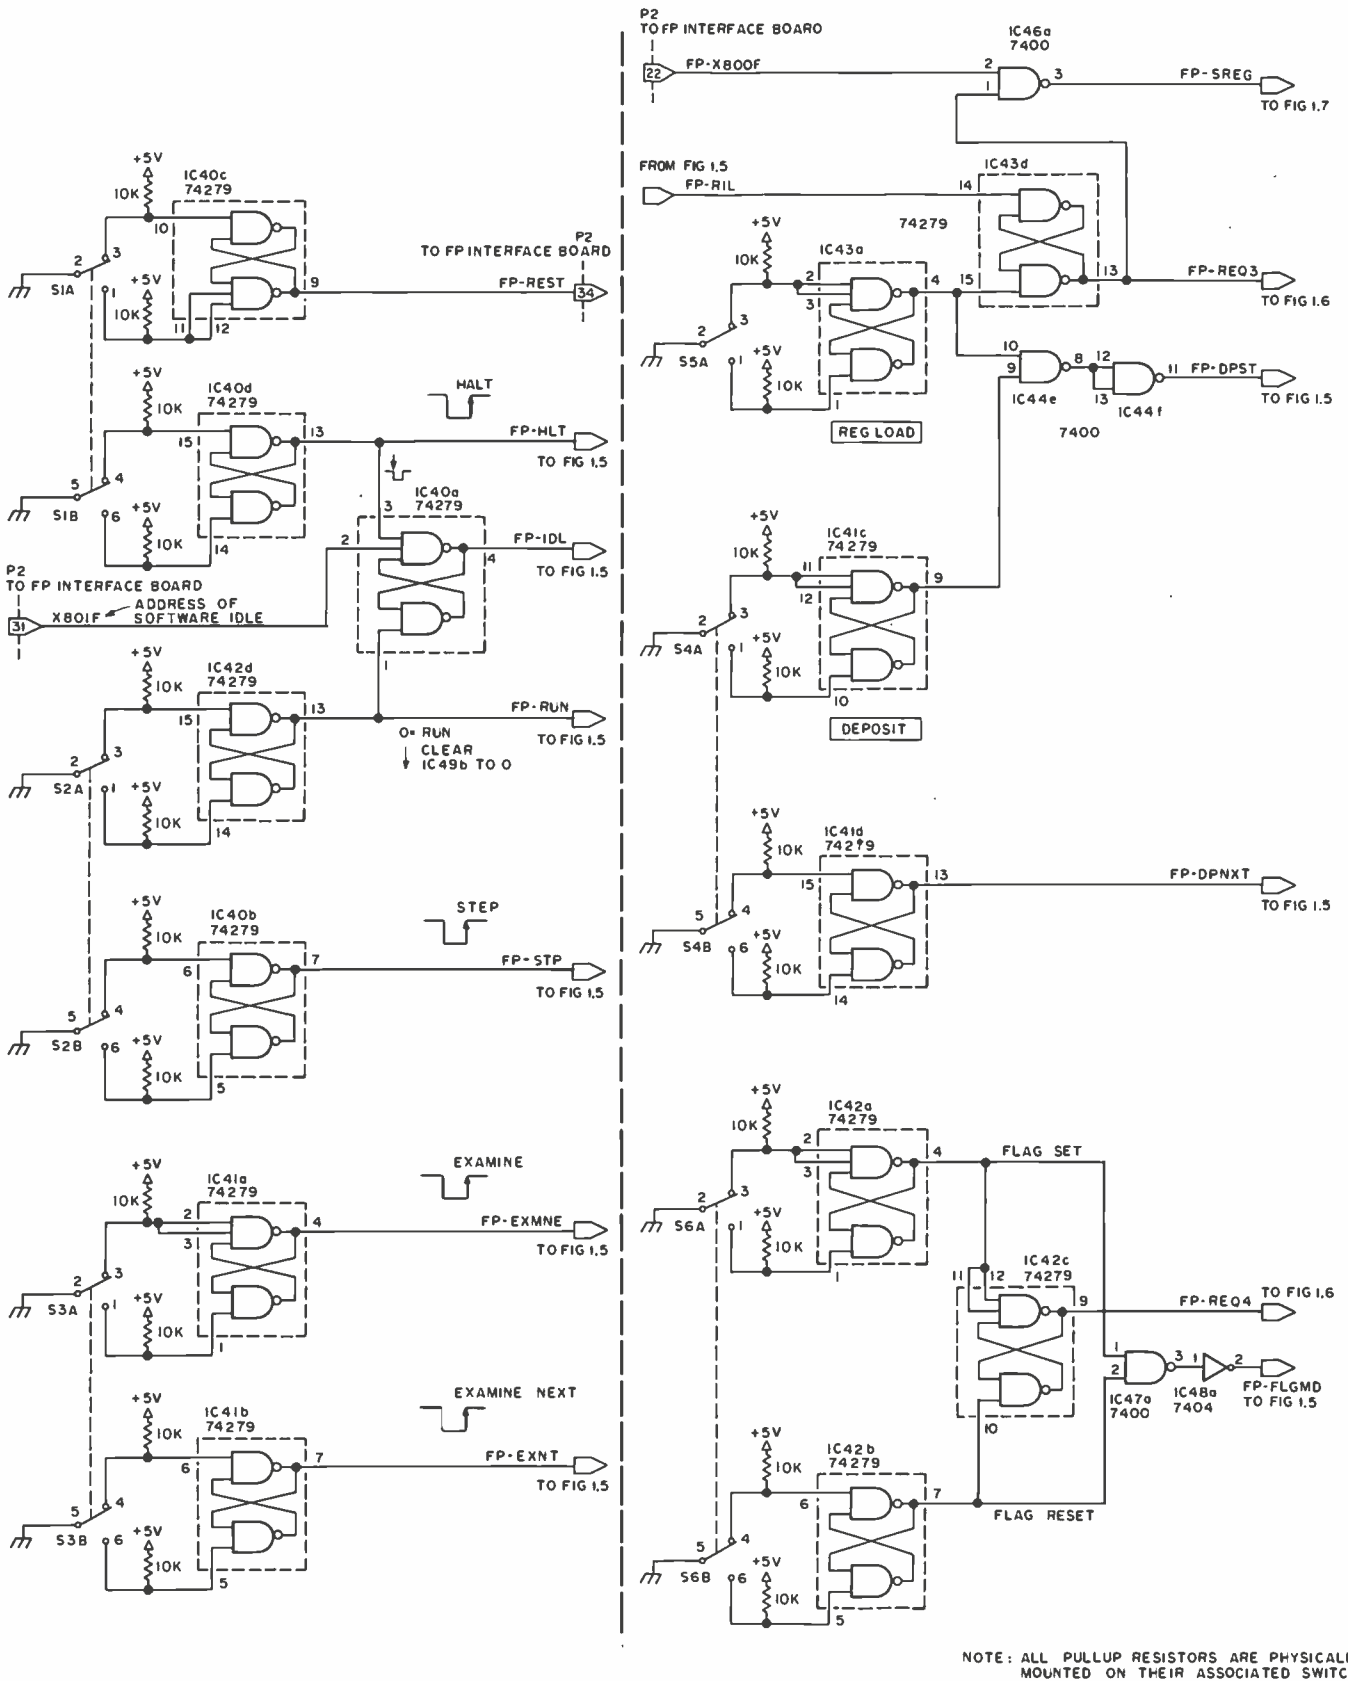 +5V
10K
IC40c
74279
10
3
2
S1A
1
+5V
10K
11
12
9
TO FP INTERFACE BOARD
P2
FP-REST
34
+5V
10K
IC40d
74279
15
13
HALT
FP-HLT
TO FIG 1.5
5
4
S1B
6
+5V
10K
14
3
IC40a
74279
2
4
FP-IDL
TO FIG 1.5
1
P2
TO FP INTERFACE BOARD
31
X801F
ADDRESS OF
SOFTWARE IDLE
+5V
10K
IC42d
74279
15
13
FP-RUN
TO FIG 1.5
O= RUN
CLEAR
IC49b TO O
2
3
S2A
1
+5V
10K
14
+5V
10K
IC40b
74279
6
7
STEP
FP-STP
TO FIG 1.5
5
4
S2B
6
+5V
10K
5
+5V
10K
IC41a
74279
2
3
4
EXAMINE
FP-EXMNE
TO FIG 1.5
2
3
S3A
1
+5V
10K
1
+5V
10K
IC41b
74279
6
7
EXAMINE NEXT
FP-EXNT
TO FIG 1.5
5
4
S3B
6
+5V
10K
5
P2
TO FP INTERFACE BOARD
22
FP-X800F
IC46a
7400
2
1
3
FP-SREG
TO FIG 1.7
FROM FIG 1.5
FP-RIL
14
IC43d
74279
15
13
FP-REQ3
TO FIG 1.6
+5V
10K
IC43a
2
3
4
2
3
S5A
1
+5V
10K
1
REG LOAD
10
9
8
IC44e
12
13
11
IC44f
7400
FP-DPST
TO FIG 1.5
+5V
10K
IC41c
74279
11
12
9
2
3
S4A
1
+5V
10K
10
DEPOSIT
+5V
10K
IC41d
74279
15
13
FP-DPNXT
TO FIG 1.5
5
4
S4B
6
+5V
10K
14
+5V
10K
IC42a
74279
2
3
4
FLAG SET
2
3
S6A
1
+5V
10K
1
11
12
IC42c
74279
9
10
FP-REQ4
TO FIG 1.6
1
2
3
IC47a
7400
1
2
IC48a
7404
FP-FLGMD
TO FIG 1.5
+5V
10K
IC42b
74279
6
7
FLAG RESET
5
4
S6B
6
+5V
10K
5
NOTE: ALL PULLUP RESISTORS ARE PHYSICALL
MOUNTED ON THEIR ASSOCIATED SWITC